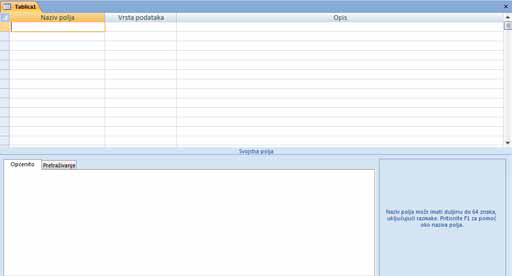 Tablica1
Naziv polja Vrsta podataka Opis
Svojstva polja
Općenito Pretraživanje
Naziv polja može imati duljinu do 64 znaka,
uključujući razmake. Pritisnite F1 za pomoć
oko naziva polja.